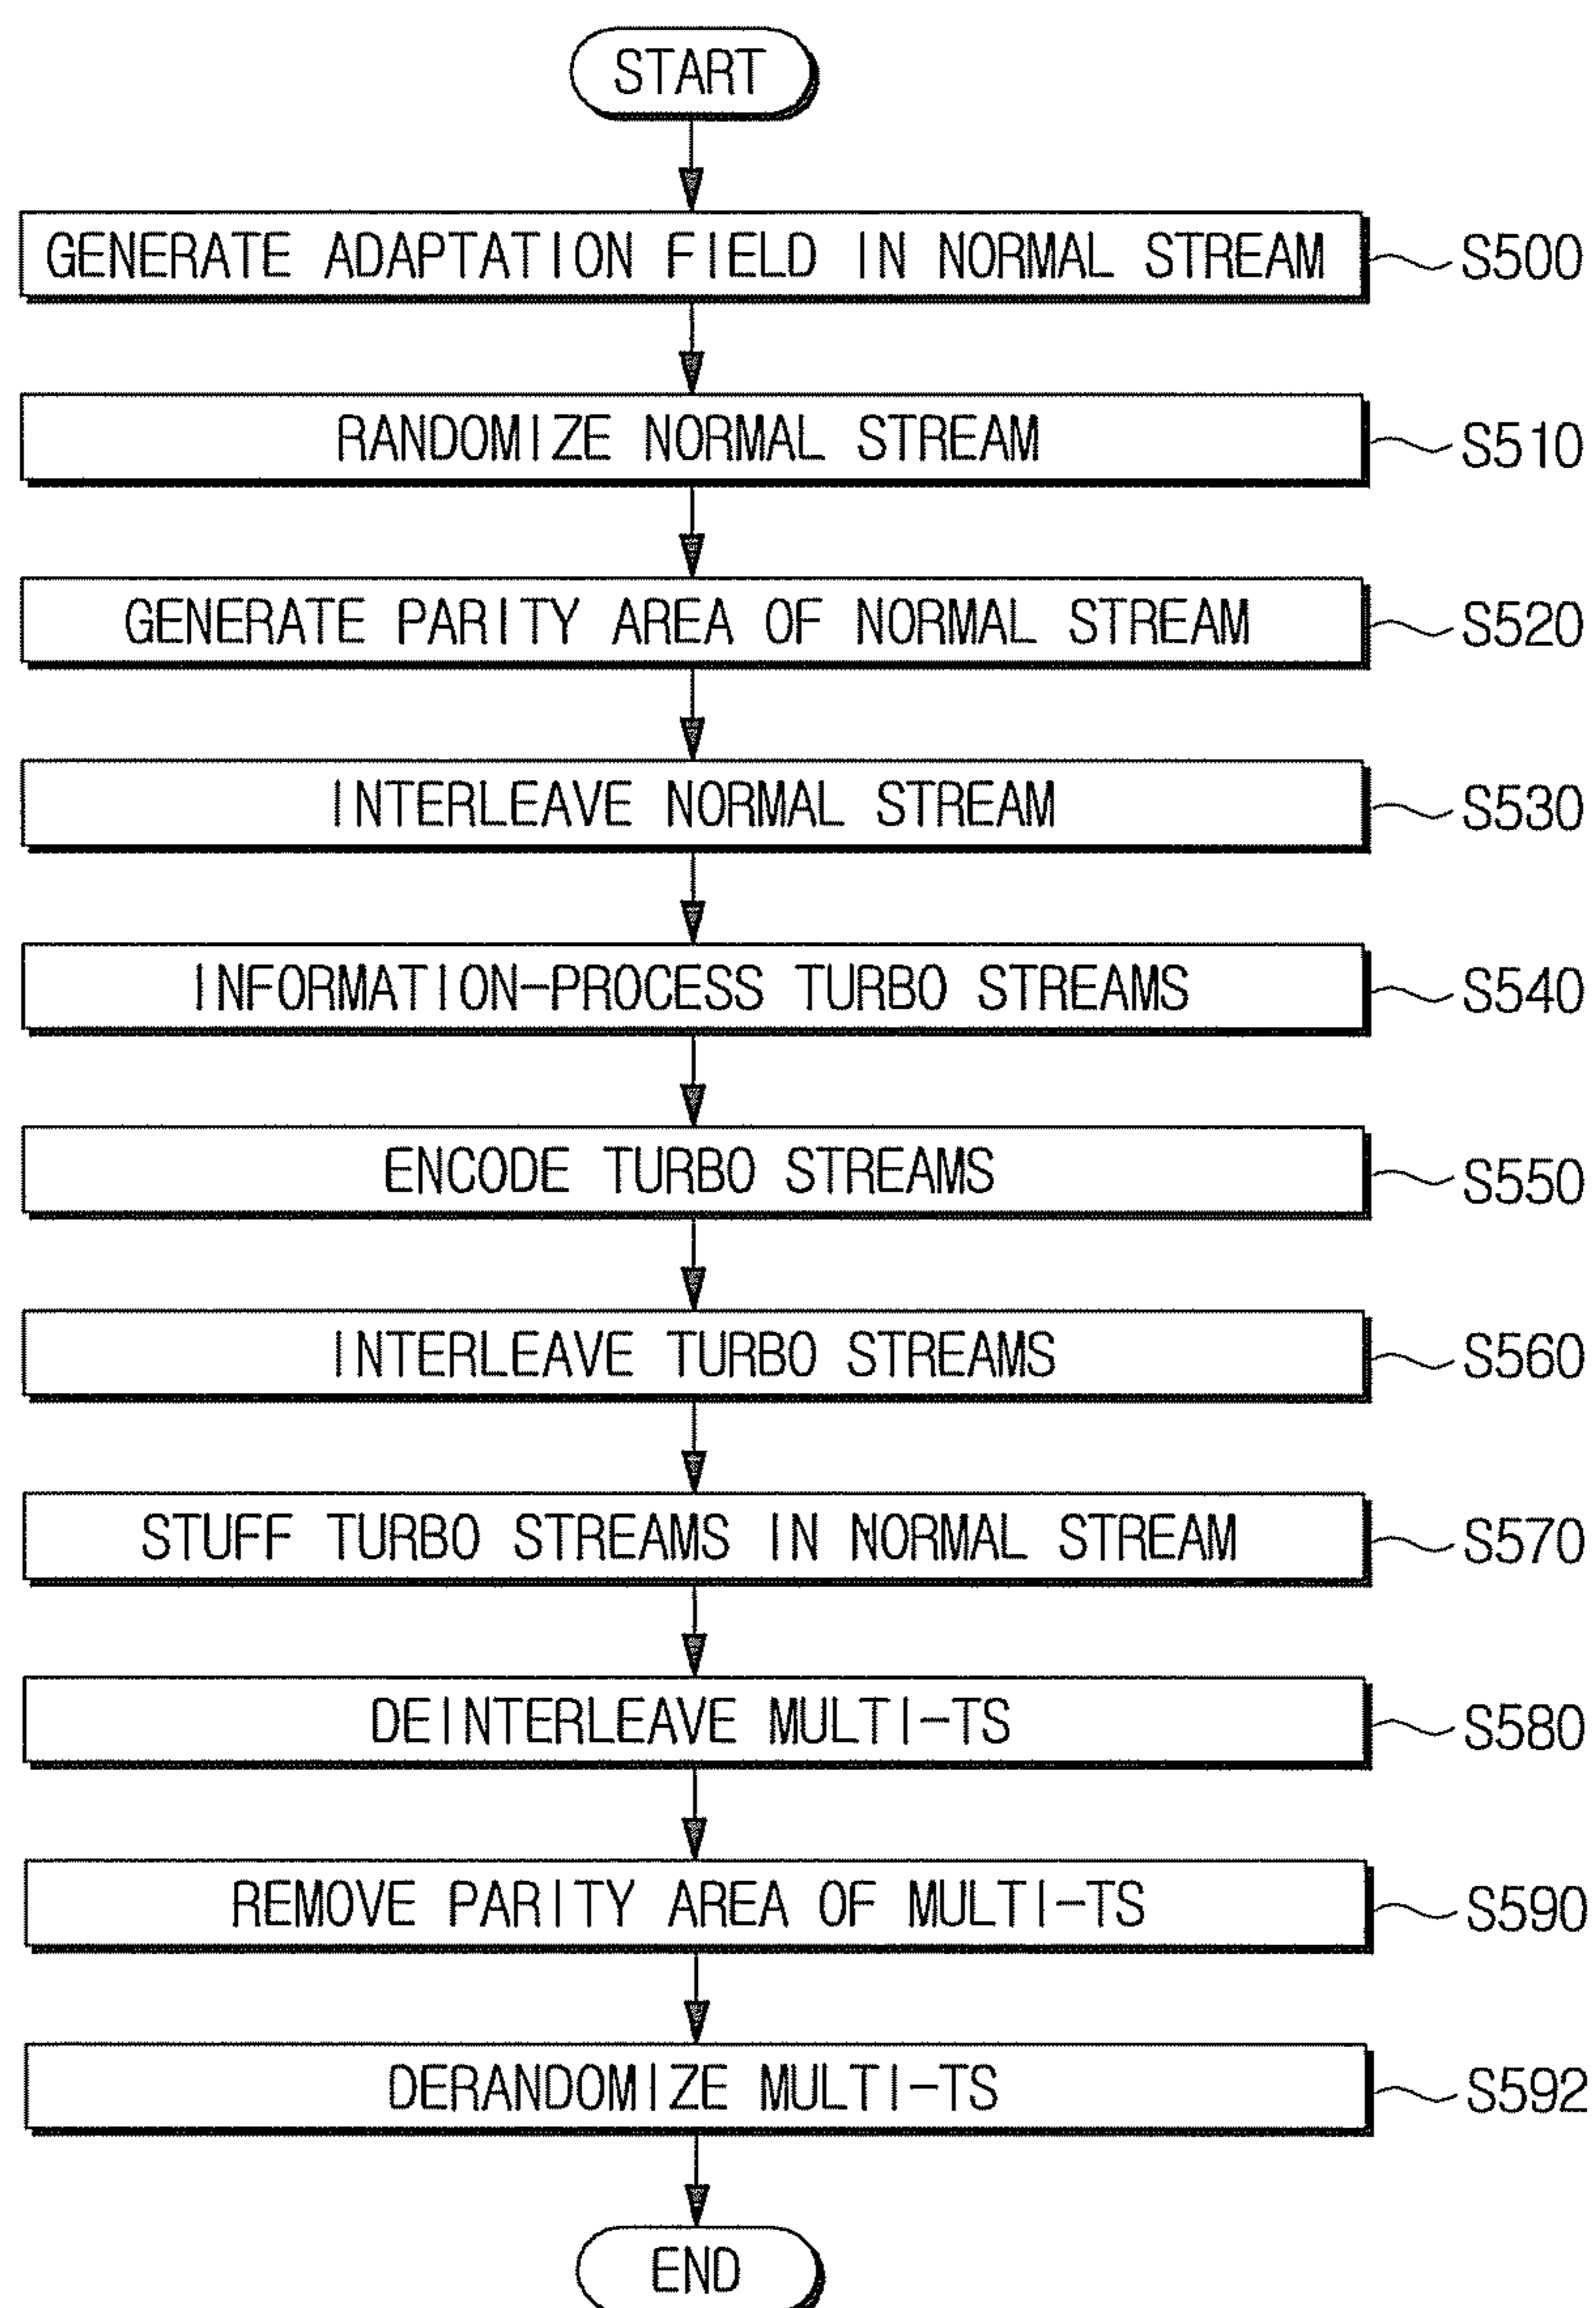 START
GENERATE ADAPTATION FIELD IN NORMAL STREAM S500
RANDOMIZE NORMAL STREAM S510
GENERATE PARITY AREA OF NORMAL STREAM S520
INTERLEAVE NORMAL STREAM S530
INFORMATION-PROCESS TURBO STREAMS S540
ENCODE TURBO STREAMS S550
INTERLEAVE TURBO STREAMS S560
STUFF TURBO STREAMS IN NORMAL STREAM S570
DEINTERLEAVE MULTI-TS S580
REMOVE PARITY AREA OF MULTI-TS S590
DERANDOMIZE MULTI-TS S592
END